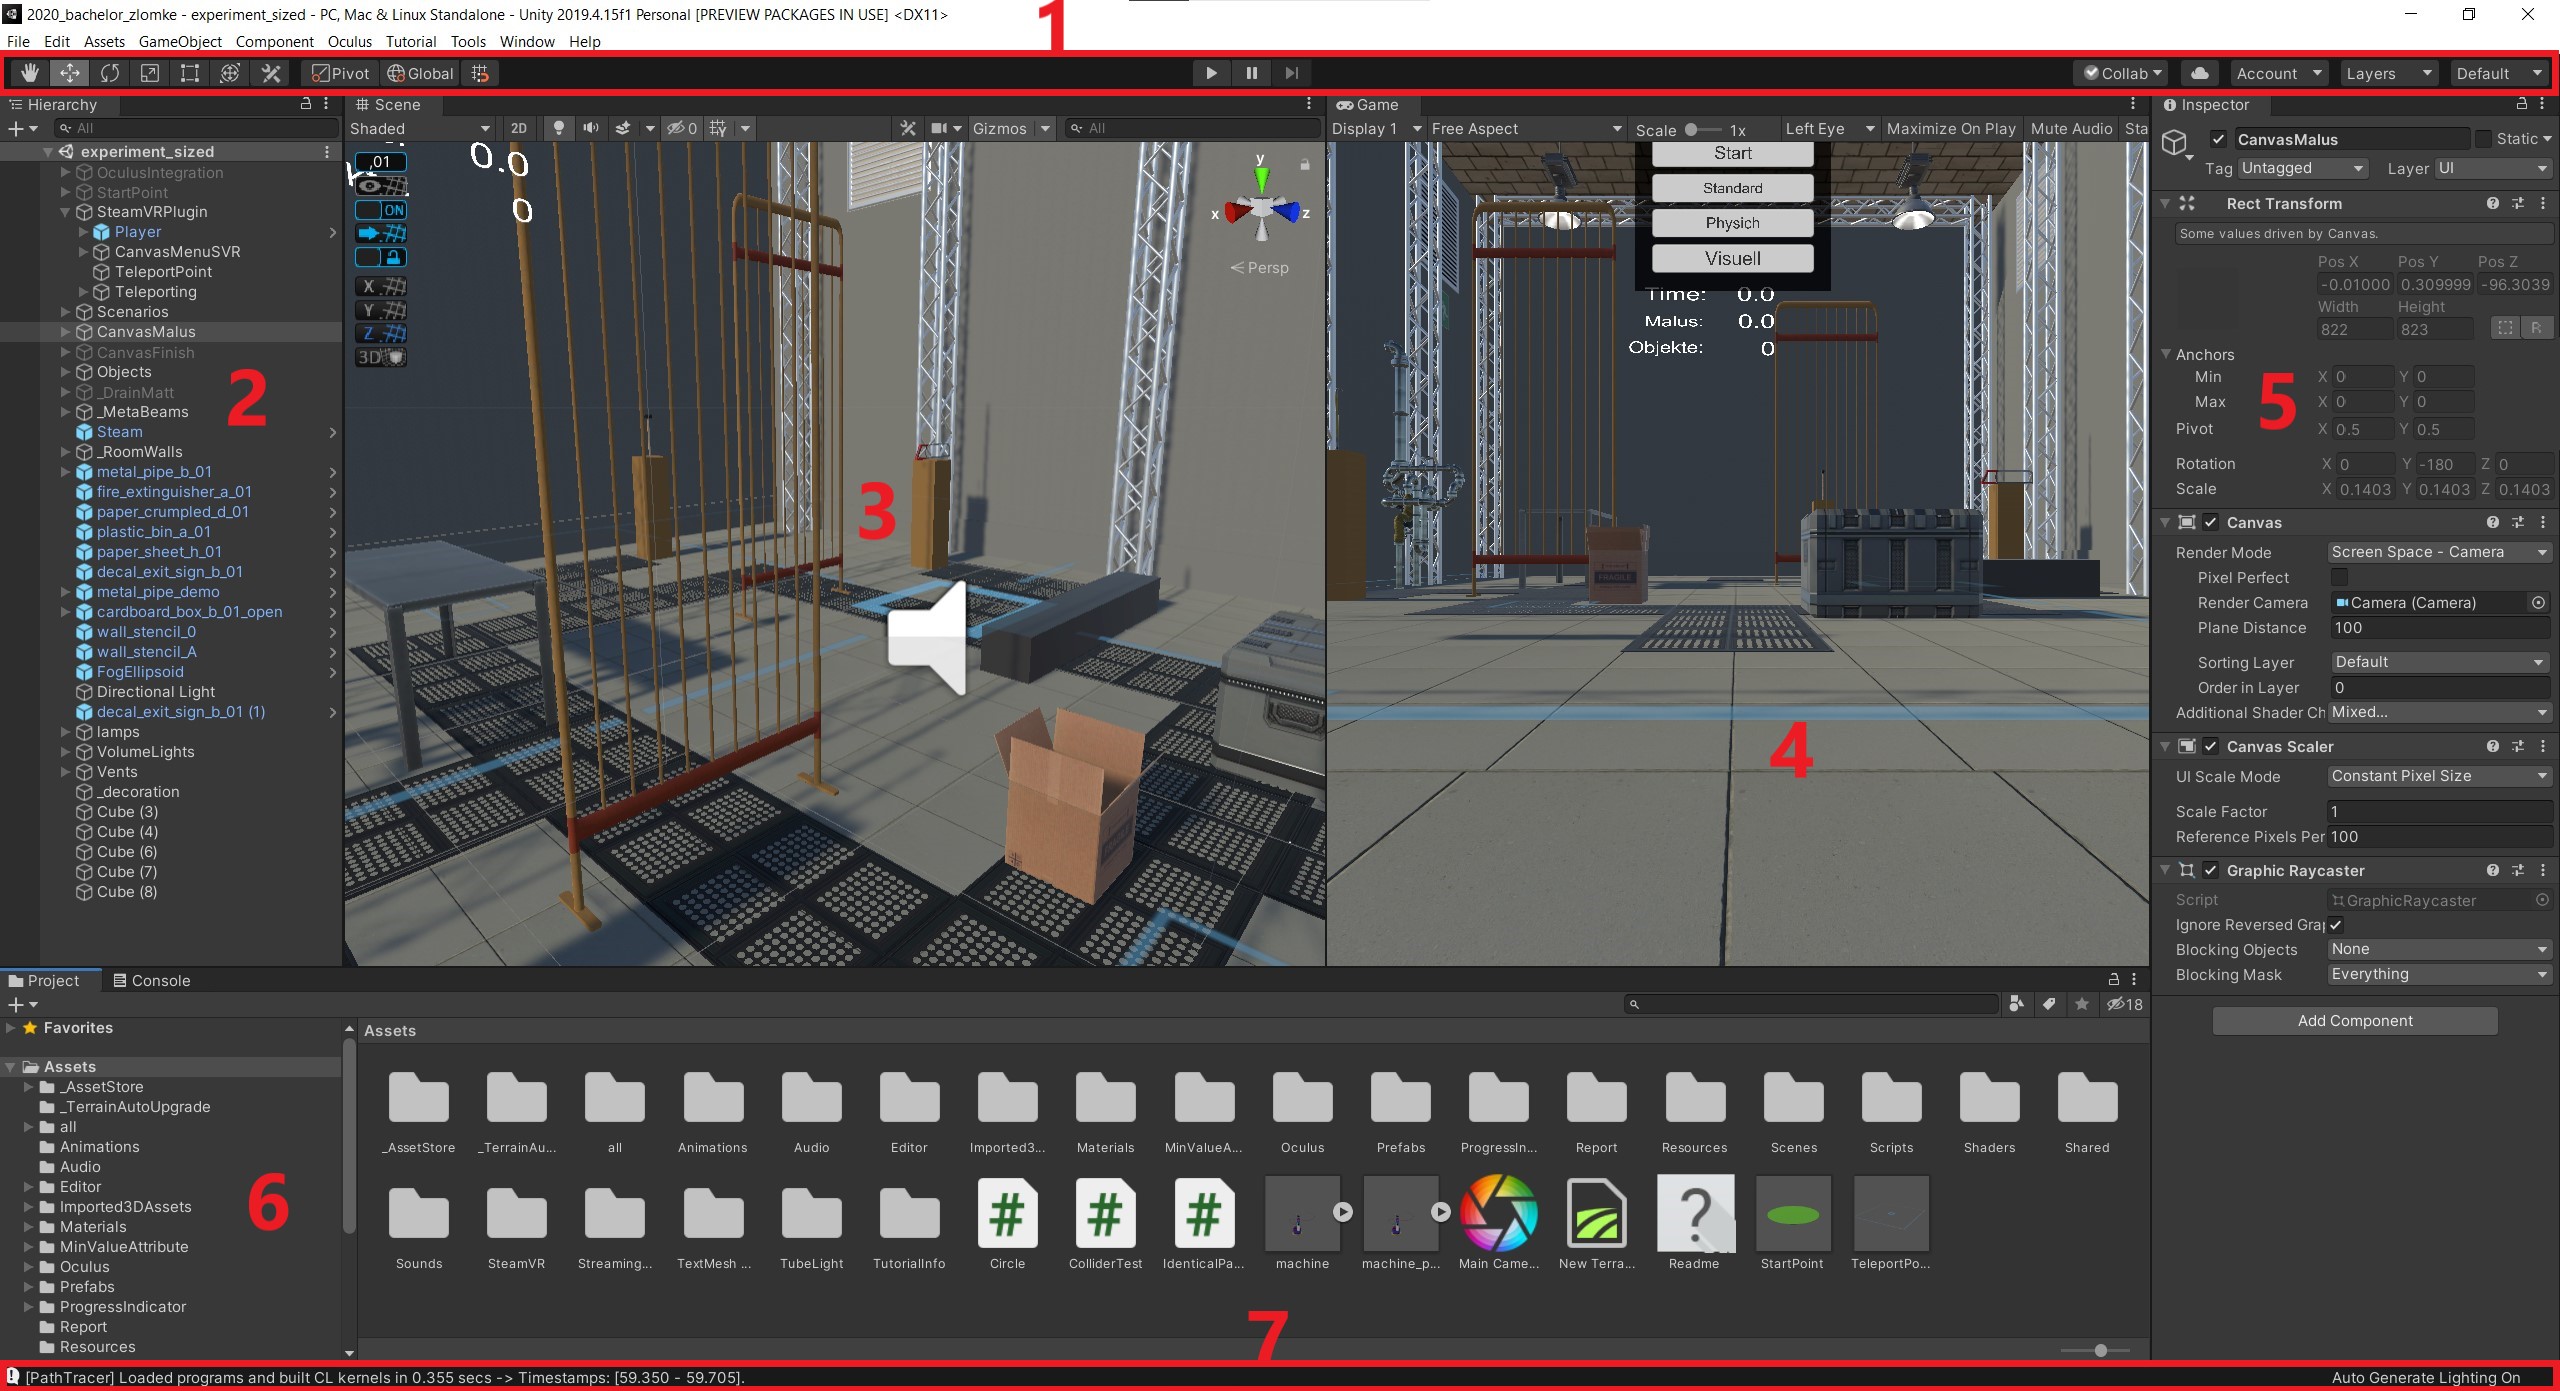 2020_bachelor_zlomke - experiment_sized - PC, Mac & Linux Standalone - Unity 2019.4.15f1 Personal [PREVIEW PACKAGES IN USE] <DX11>
1
File Edit Assets GameObject Component Oculus Tutorial Tools Window Help
Pivot Global Collab Account Layers Default
Hierarchy
All
experiment_sized
OculusIntegration
StartPoint
SteamVRPlugin
Player
CanvasMenuSVR
TeleportPoint
Teleporting
Scenarios
CanvasMalus
CanvasFinish
Objects
_DrainMatt
2
_MetaBeams
Steam
_RoomWalls
metal_pipe_b_01
fire_extinguisher_a_01
paper_crumpled_d_01
plastic_bin_a_01
paper_sheet_h_01
decal_exit_sign_b_01
metal_pipe_demo
cardboard_box_b_01_open
wall_stencil_0
wall_stencil_A
FogEllipsoid
Directional Light
decal_exit_sign_b_01 (1)
lamps
VolumeLights
Vents
_decoration
Cube (3)
Cube (4)
Cube (6)
Cube (7)
Cube (8)
Scene
Shaded 2D 0 Gizmos All
.01
0.0
0
ON
X
Y
Z
3D
y
x z
Persp
3
Game
Display 1 Free Aspect Scale 1x Left Eye Maximize On Play Mute Audio Sta
Start
Standard
Physich
Visuell
Time: 0.0
Malus: 0.0
Objekte: 0
FRAGILE
4
Inspector
CanvasMalus Static
Tag Untagged Layer UI
Rect Transform
Some values driven by Canvas.
Pos X Pos Y Pos Z
-0.01000 0.309999 -96.3039
Width Height
822 823 R
Anchors
Min X 0 Y 0
5
Max X 0 Y 0
Pivot X 0.5 Y 0.5
Rotation X 0 Y -180 Z 0
Scale X 0.1403 Y 0.1403 Z 0.1403
Canvas
Render Mode Screen Space - Camera
Pixel Perfect
Render Camera Camera (Camera)
Plane Distance 100
Sorting Layer Default
Order in Layer 0
Additional Shader Ch Mixed...
Canvas Scaler
UI Scale Mode Constant Pixel Size
Scale Factor 1
Reference Pixels Per 100
Graphic Raycaster
Script GraphicRaycaster
Ignore Reversed Gra
Blocking Objects None
Blocking Mask Everything
Add Component
Project Console
18
Favorites
Assets
_AssetStore
_TerrainAutoUpgrade
all
Animations
Audio
Editor
6
Imported3DAssets
Materials
MinValueAttribute
Oculus
Prefabs
ProgressIndicator
Report
Resources
Assets
_AssetStore _TerrainAu... all Animations Audio Editor Imported3... Materials MinValueA... Oculus Prefabs ProgressIn... Report Resources Scenes Scripts Shaders Shared
Sounds SteamVR Streaming... TextMesh ... TubeLight TutorialInfo Circle ColliderTest IdenticalPa... machine machine_p... Main Came... New Terra... Readme StartPoint TeleportPo...
7
[PathTracer] Loaded programs and built CL kernels in 0.355 secs -> Timestamps: [59.350 - 59.705].
Auto Generate Lighting On